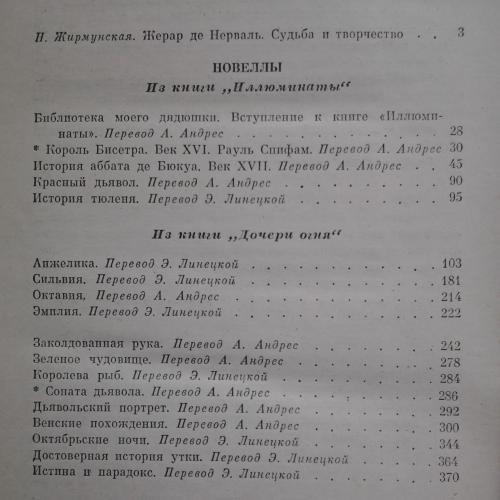 Н. Жирмунская. Жерар де Нерваль. Судьба и творчество . . 3
НОВЕЛЛЫ
Из книги „Иллюминаты“
Библиотека моего дядюшки. Вступление к книге «Иллюми-
наты». Перевод А. Андрес . . . . . . . . . . 28
* Король Бисетра. Век XVI. Рауль Спифам. Перевод А. Андрес 30
История аббата де Бюкуа. Век XVII. Перевод А. Андрес . . 45
Красный дьявол. Перевод А. Андрес . . . . . . . . 90
История тюленя. Перевод Э. Линецкой . . . . . . . 95
Из книги „Дочери огня“
Анжелика. Перевод Э. Линецкой . . . . . . . . . 103
Сильвия. Перевод Э. Линецкой . . . . . . . . . 181
Октавия. Перевод А. Андрес . . . . . . . . . . 214
Эмилия. Перевод Э. Линецкой . . . . . . . . . 222
Заколдованная рука. Перевод А. Андрес . . . . . . . 242
Зеленое чудовище. Перевод А. Андрес . . . . . . . 278
Королева рыб. Перевод Э. Линецкой . . . . . . . . 284
* Соната дьявола. Перевод А. Андрес . . . . . . . . 286
Дьявольский портрет. Перевод А. Андрес . . . . . . 292
Венские похождения. Перевод А. Андрес . . . . . . 300
Октябрьские ночи. Перевод Э. Линецкой . . . . . . 344
Достоверная история утки. Перевод Э. Линецкой . . . . 364
Истина и парадокс. Перевод Э. Линецкой . . . . . . 370